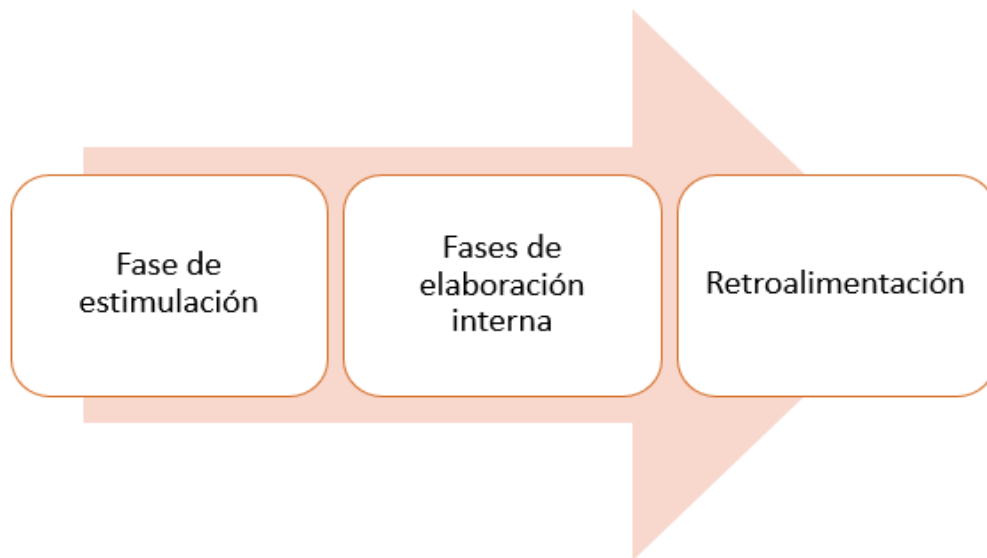 Fase de
estimulación
Fases de
elaboración
interna
Retroalimentación